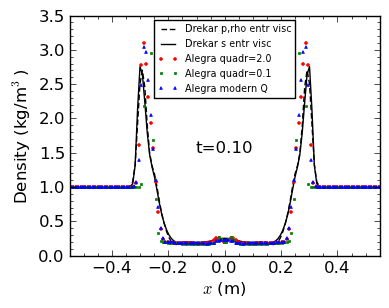 3.5
3.0
2.5
2.0
1.5
1.0
0.5
0.0
Density (kg/m³)
Drekar p,rho entr visc
Drekar s entr visc
Alegra quadr=2.0
Alegra quadr=0.1
Alegra modern Q
t=0.10
−0.4 −0.2 0.0 0.2 0.4
x (m)